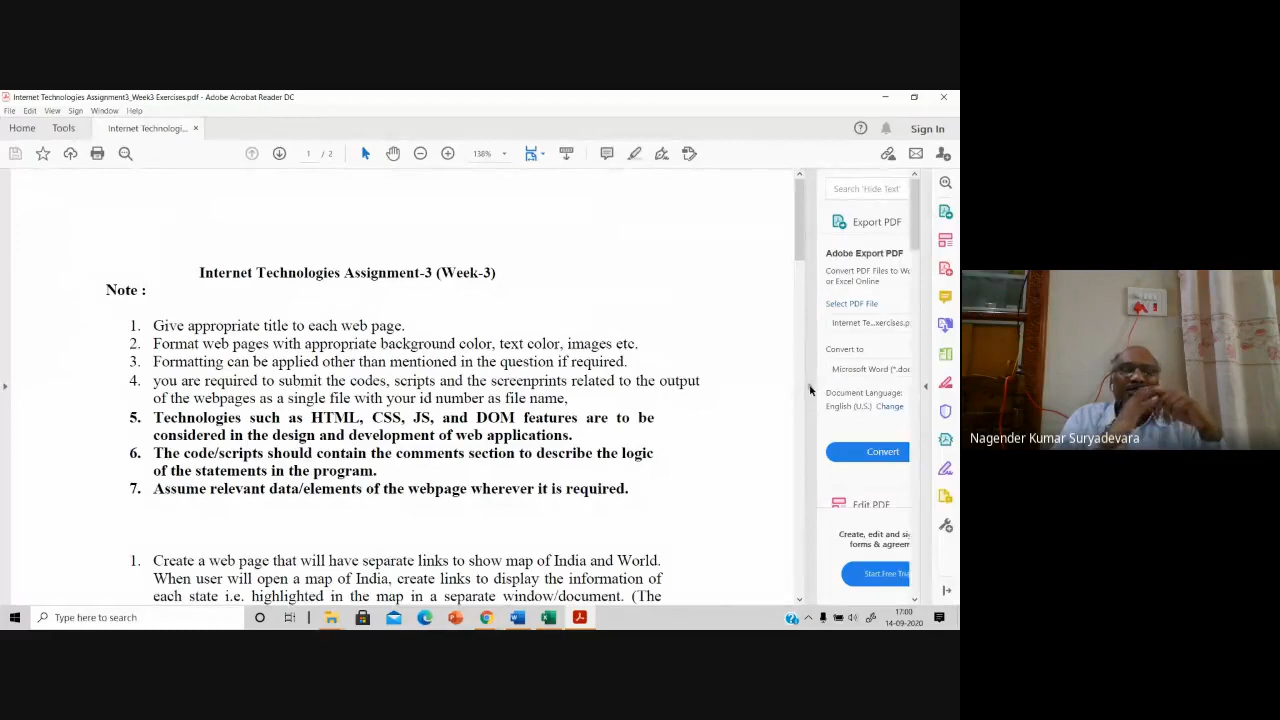 Internet Technologies Assignment3_Week3 Exercises.pdf - Adobe Acrobat Reader DC
File Edit View Sign Window Help
Home Tools Internet Technologi... × Sign In
1 / 2 138%
Search 'Hide Text'
Export PDF
Adobe Export PDF
Convert PDF Files to W
or Excel Online
Select PDF File
Internet Te...xercises.p
Convert to
Microsoft Word (*.do
Document Language:
English (U.S.) Change
Convert
Edit PDF
Create, edit and si
forms & agreem
Start Free Tria
Internet Technologies Assignment-3 (Week-3)
Note :
1. Give appropriate title to each web page.
2. Format web pages with appropriate background color, text color, images etc.
3. Formatting can be applied other than mentioned in the question if required.
4. you are required to submit the codes, scripts and the screenprints related to the output
of the webpages as a single file with your id number as file name,
5. Technologies such as HTML, CSS, JS, and DOM features are to be
considered in the design and development of web applications.
6. The code/scripts should contain the comments section to describe the logic
of the statements in the program.
7. Assume relevant data/elements of the webpage wherever it is required.
1. Create a web page that will have separate links to show map of India and World.
When user will open a map of India, create links to display the information of
each state i.e. highlighted in the map in a separate window/document. (The
Type here to search
17:00
14-09-2020
Nagender Kumar Suryadevara